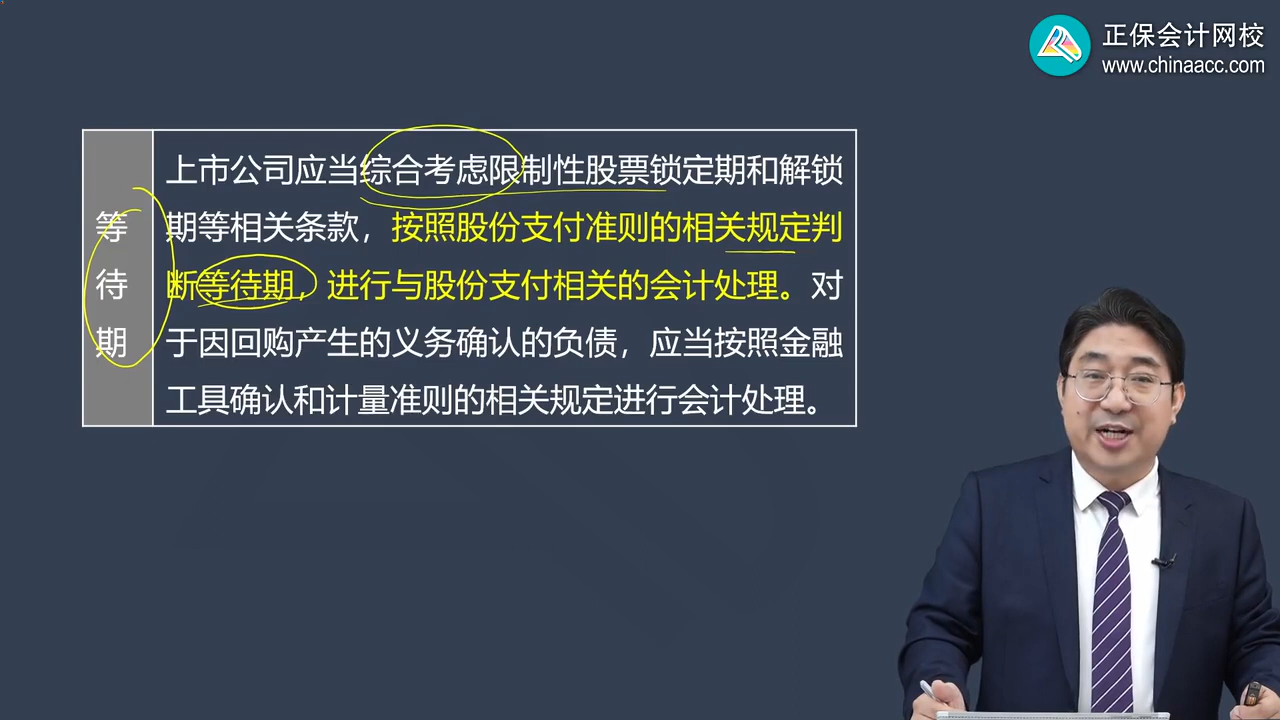 正保会计网校
www.chinaacc.com
等待期
上市公司应当综合考虑限制性股票锁定期和解锁
期等相关条款，按照股份支付准则的相关规定判
断等待期，进行与股份支付相关的会计处理。对
于因回购产生的义务确认的负债，应当按照金融
工具确认和计量准则的相关规定进行会计处理。